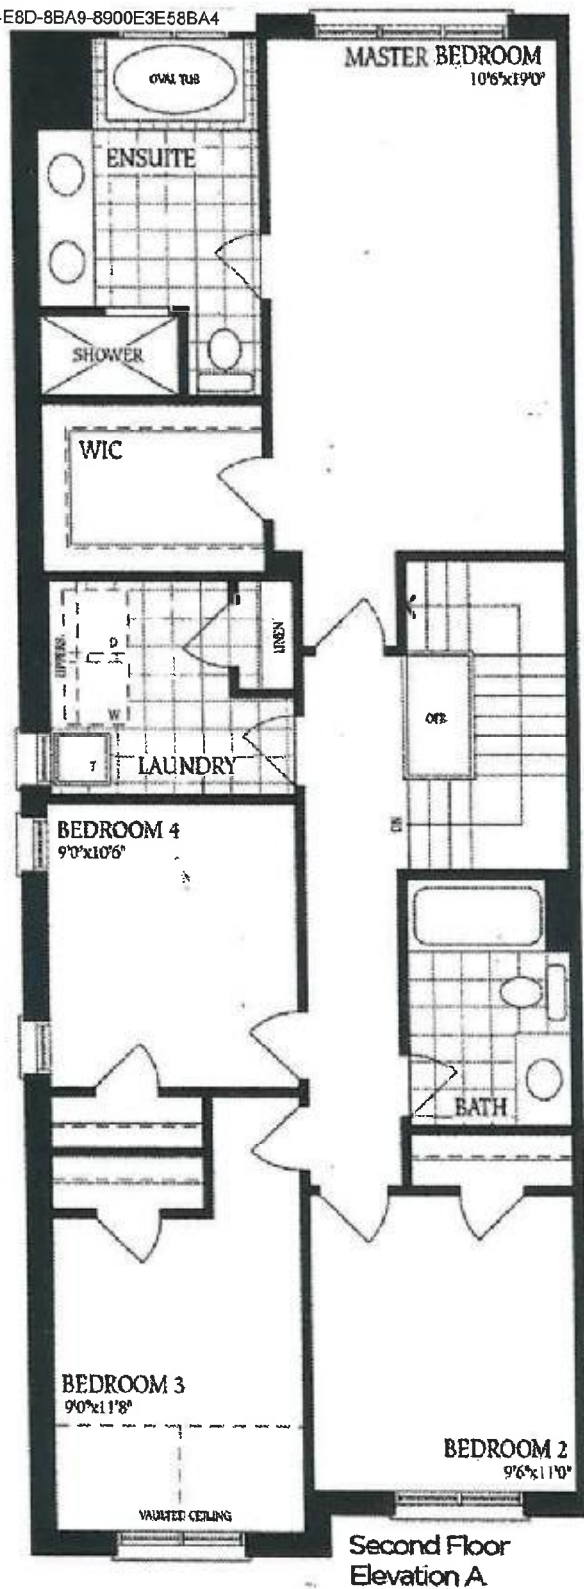 -E8D-8BA9-8900E3E58BA4
MASTER BEDROOM
10'6"x19'0"
OVAL TUB
ENSUITE
SHOWER
WIC
LINEN
UPPERS
D
W
OTB
T
LAUNDRY
DN
BEDROOM 4
9'0"x10'6"
BATH
BEDROOM 3
9'0"x11'8"
BEDROOM 2
9'6"x11'0"
VAULTED CEILING
Second Floor
Elevation A